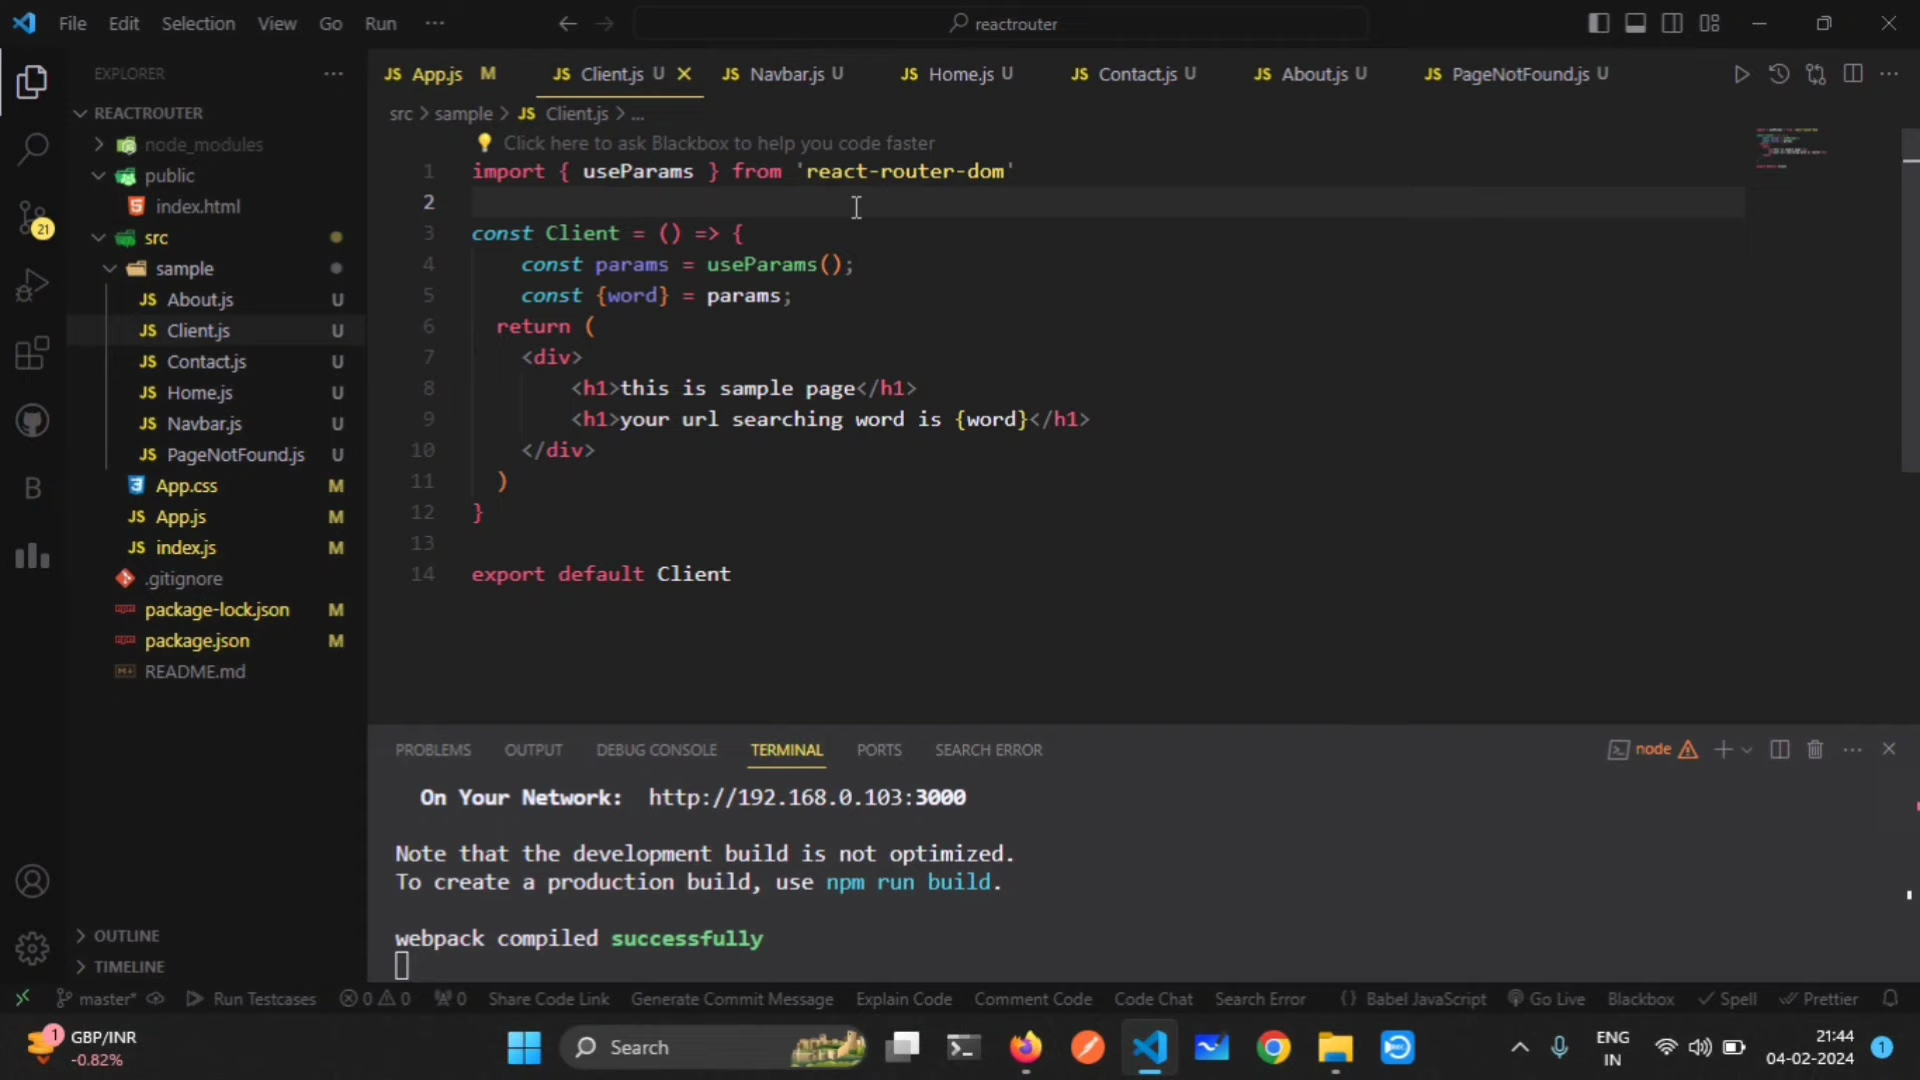 File Edit Selection View Go Run ...
reactrouter
EXPLORER
REACTROUTER
node_modules
public
index.html
src
sample
JS About.js U
JS Client.js U
JS Contact.js U
JS Home.js U
JS Navbar.js U
JS PageNotFound.js U
App.css M
JS App.js M
JS index.js M
.gitignore
package-lock.json M
package.json M
README.md
OUTLINE
TIMELINE
21
B
JS App.js M JS Client.js U JS Navbar.js U JS Home.js U JS Contact.js U JS About.js U JS PageNotFound.js U
src > sample > JS Client.js > ...
Click here to ask Blackbox to help you code faster
1 import { useParams } from 'react-router-dom'
2
3 const Client = () => {
4 const params = useParams();
5 const {word} = params;
6 return (
7 <div>
8 <h1>this is sample page</h1>
9 <h1>your url searching word is {word}</h1>
10 </div>
11 )
12 }
13
14 export default Client
PROBLEMS OUTPUT DEBUG CONSOLE TERMINAL PORTS SEARCH ERROR
node
On Your Network: http://192.168.0.103:3000
Note that the development build is not optimized.
To create a production build, use npm run build.
webpack compiled successfully
master* Run Testcases 0 0 0 Share Code Link Generate Commit Message Explain Code Comment Code Code Chat Search Error {} Babel JavaScript Go Live Blackbox Spell Prettier
1 GBP/INR
-0.82%
Search
ENG
IN
21:44
04-02-2024
1